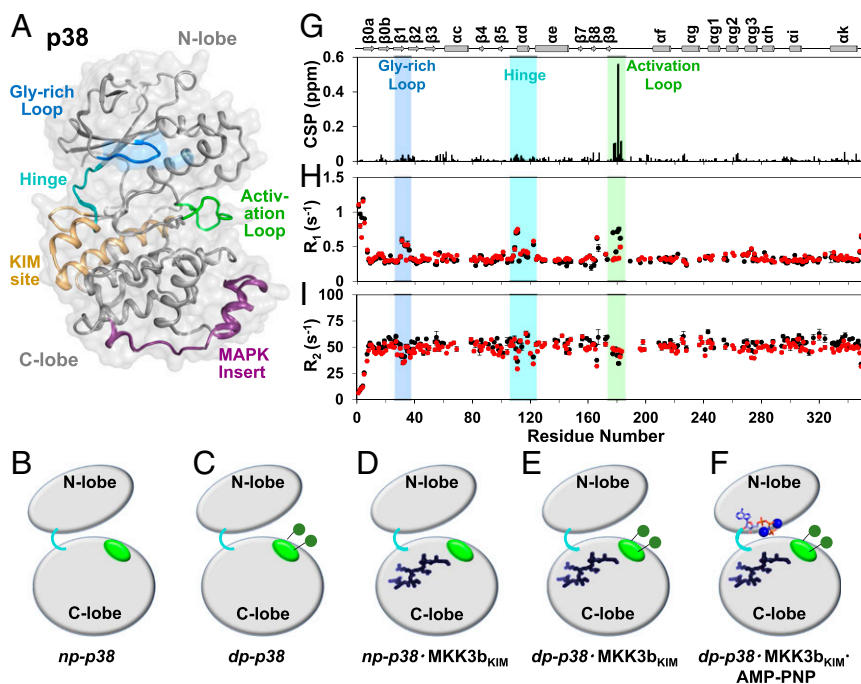 A
p38
N-lobe
Gly-rich
Loop
Hinge
Activ-
ation
Loop
KIM
site
C-lobe
MAPK
Insert
G
β0a β0b β1 β2 β3 αc β4 β5 αd αe β7 β8 β9 αf αg αg1 αg2 αg3 αh αi αk
CSP (ppm)
0.6
0.4
0.2
0
Gly-rich
Loop
Hinge
Activation
Loop
H
R1 (s-1)
1.5
1
0.5
0
I
R2 (s-1)
100
75
50
25
0
0 40 80 120 160 200 240 280 320
Residue Number
B
N-lobe
C-lobe
np-p38
C
N-lobe
C-lobe
dp-p38
D
N-lobe
C-lobe
np-p38·MKK3bKIM
E
N-lobe
C-lobe
dp-p38·MKK3bKIM
F
N-lobe
C-lobe
dp-p38·MKK3bKIM·
AMP-PNP